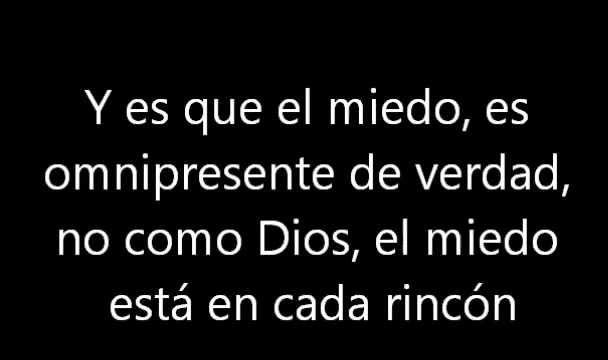 Y es que el miedo, es
omnipresente de verdad,
no como Dios, el miedo
está en cada rincón